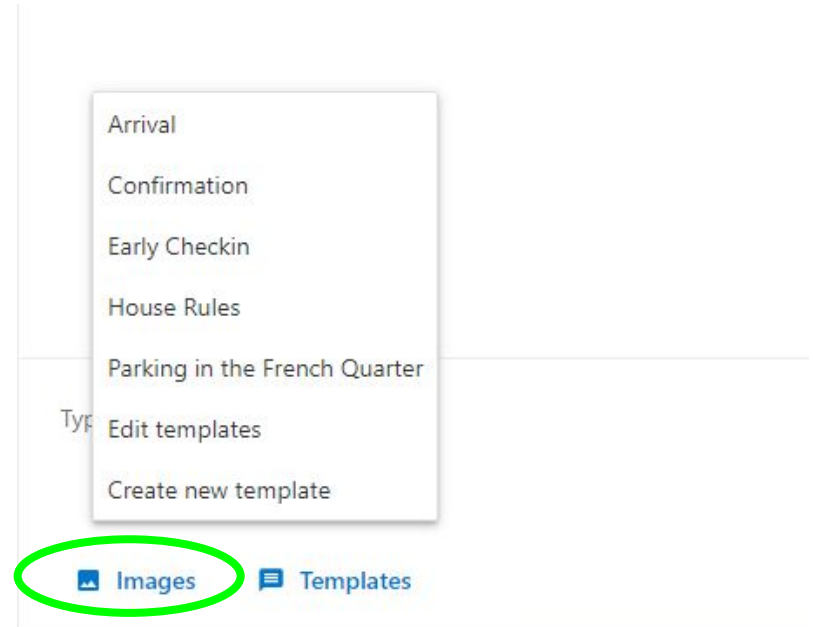 Arrival
Confirmation
Early Checkin
House Rules
Parking in the French Quarter
Typ
Edit templates
Create new template
Images
Templates